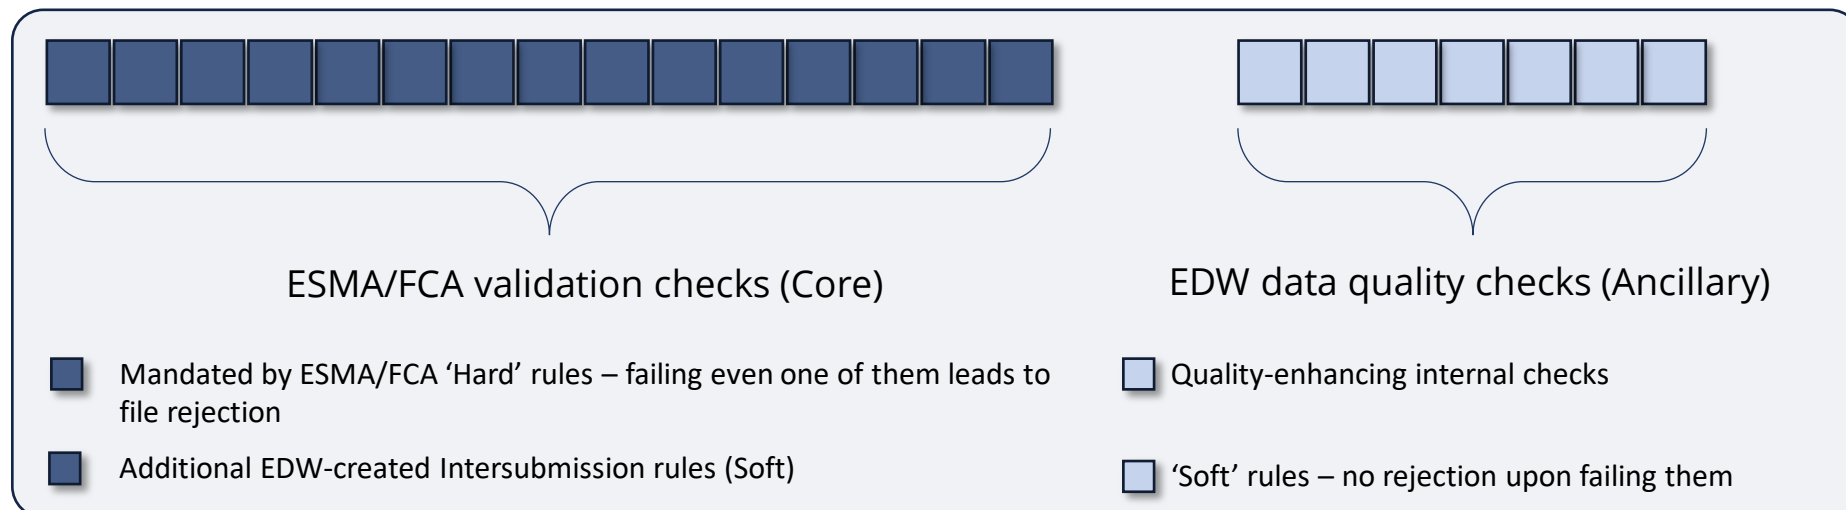 ESMA/FCA validation checks (Core)
Mandated by ESMA/FCA ‘Hard’ rules – failing even one of them leads to
file rejection
Additional EDW-created Intersubmission rules (Soft)
EDW data quality checks (Ancillary)
Quality-enhancing internal checks
‘Soft’ rules – no rejection upon failing them